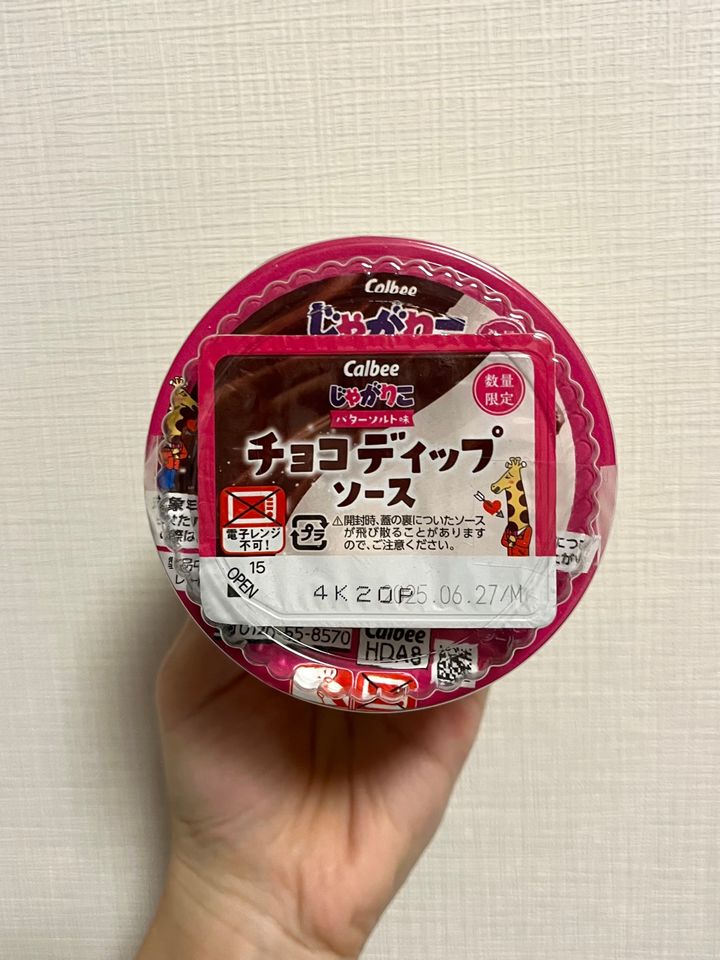 Calbee
じゃがりこ
Calbee
じゃがりこ
数量
限定
バターソルト味
チョコディップ
ソース
電子レンジ
不可!
プラ
⚠開封時、蓋の裏についたソース
が飛び散ることがあります
ので、ご注意ください。
15
OPEN
4K20P 2025.06.27/M
0120-55-8570
Calbee
HDA8